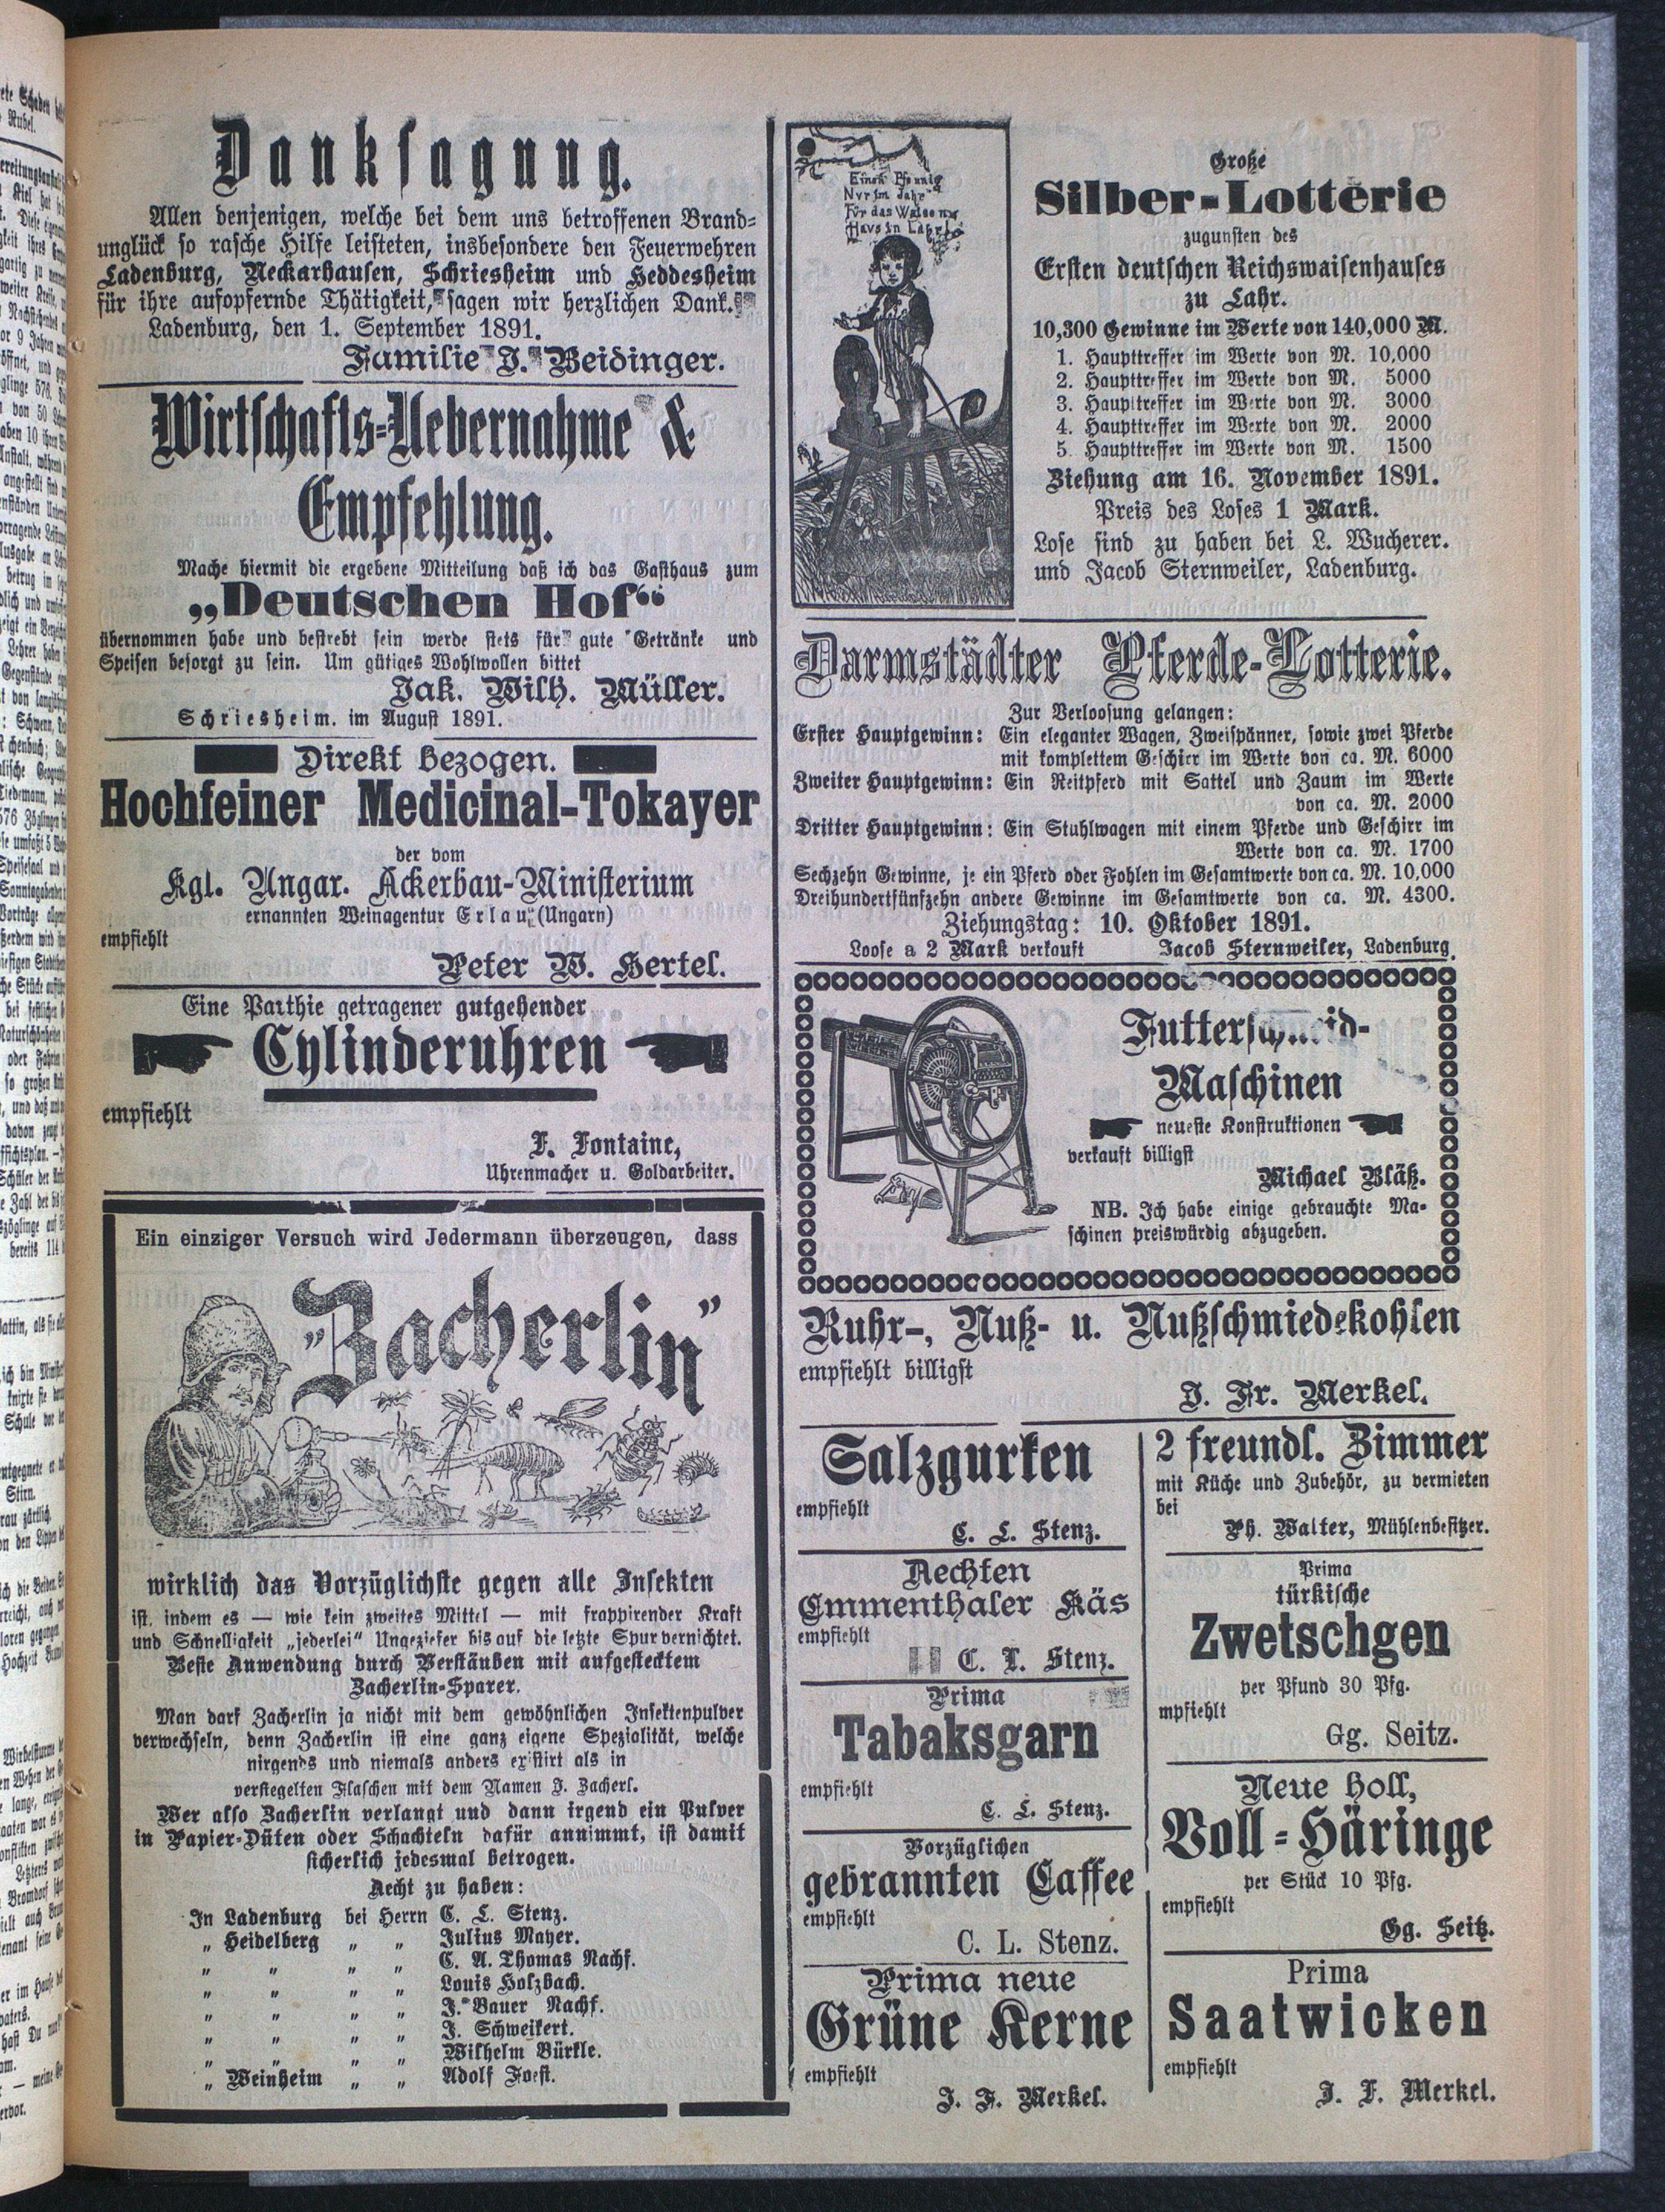 Danksagung.
Allen denjenigen, welche bei dem uns betroffenen Brand-
unglück so rasche Hilfe leisteten, insbesondere den Feuerwehren
Ladenburg, Neckarhausen, Schriesheim und Heddesheim
für ihre aufopfernde Thätigkeit, sagen wir herzlichen Dank.
Ladenburg, den 1. September 1891.
Familie J. Beidinger.
Wirtschafts-Uebernahme &
Empfehlung.
Mache hiermit die ergebene Mitteilung daß ich das Gasthaus zum
„Deutschen Hof“
übernommen habe und bestrebt sein werde stets für gute Getränke und
Speisen besorgt zu sein. Um gütiges Wohlwollen bittet
Jak. Wilh. Müller.
Schriesheim. im August 1891.
Direkt bezogen.
Hochfeiner Medicinal-Tokayer
der vom
Kgl. Ungar. Ackerbau-Ministerium
ernannten Weinagentur Erlau (Ungarn)
empfiehlt
Peter W. Hertel.
Eine Parthie getragener gutgehender
Cylinderuhren
empfiehlt
F. Fontaine,
Uhrenmacher u. Goldarbeiter.
Ein einziger Versuch wird Jedermann überzeugen, dass
„Zacherlin”
wirklich das Vorzüglichste gegen alle Insekten
ist, indem es — wie kein zweites Mittel — mit frappirender Kraft
und Schnelligkeit „jederlei“ Ungeziefer bis auf die letzte Spur vernichtet.
Beste Anwendung durch Verstäuben mit aufgestecktem
Zacherlin-Sparer.
Man darf Zacherlin ja nicht mit dem gewöhnlichen Insektenpulver
verwechseln, denn Zacherlin ist eine ganz eigene Spezialität, welche
nirgends und niemals anders existirt als in
versiegelten Flaschen mit dem Namen J. Zacherl.
Wer also Zacherlin verlangt und dann irgend ein Pulver
in Papier-Düten oder Schachteln dafür annimmt, ist damit
sicherlich jedesmal betrogen.
Aecht zu haben:
In Ladenburg bei Herrn C. L. Stenz.
„ Heidelberg „ „ Julius Mayer.
„ „ „ „ C. A. Thomas Nachf.
„ „ „ „ Louis Holzbach.
„ „ „ „ J. Bauer Nachf.
„ „ „ „ J. Schweikert.
„ „ „ „ Wilhelm Bürkle.
„ Weinheim „ „ Adolf Foest.
Einen Pfennig
Nvr im Jahr
Fvr das Waisen
Havs in Lahr!
Große
Silber-Lotterie
zugunsten des
Ersten deutschen Reichswaisenhauses
zu Lahr.
10,300 Gewinne im Werte von 140,000 M.
1. Haupttreffer im Werte von M. 10,000
2. Haupttreffer im Werte von M. 5000
3. Haupttreffer im Werte von M. 3000
4. Haupttreffer im Werte von M. 2000
5. Haupttreffer im Werte von M. 1500
Ziehung am 16. November 1891.
Preis des Loses 1 Mark.
Lose sind zu haben bei L. Wucherer.
und Jacob Sternweiler, Ladenburg.
Darmstädter Pferde-Lotterie.
Zur Verloosung gelangen:
Erster Hauptgewinn: Ein eleganter Wagen, Zweispänner, sowie zwei Pferde
mit komplettem Geschirr im Werte von ca. M. 6000
Zweiter Hauptgewinn: Ein Reitpferd mit Sattel und Zaum im Werte
von ca. M. 2000
Dritter Hauptgewinn: Ein Stuhlwagen mit einem Pferde und Geschirr im
Werte von ca. M. 1700
Sechzehn Gewinne, je ein Pferd oder Fohlen im Gesamtwerte von ca. M. 10,000
Dreihundertfünfzehn andere Gewinne im Gesamtwerte von ca. M. 4300.
Ziehungstag: 10. Oktober 1891.
Loose a 2 Mark verkauft Jacob Sternweiler, Ladenburg.
Futterschneid-
Maschinen
neueste Konstruktionen
verkauft billigst
Michael Bläß.
NB. Ich habe einige gebrauchte Ma-
schinen preiswürdig abzugeben.
Ruhr-, Nuß- u. Nußschmiedekohlen
empfiehlt billigst
J. Fr. Merkel.
Salzgurken
empfiehlt
C. L. Stenz.
Aechten
Emmenthaler Käs
empfiehlt
C. L. Stenz.
Prima
Tabaksgarn
empfiehlt
C. L. Stenz.
Vorzüglichen
gebrannten Caffee
empfiehlt
C. L. Stenz.
Prima neue
Grüne Kerne
empfiehlt
J. F. Merkel.
2 freundl. Zimmer
mit Küche und Zubehör, zu vermieten
bei
Ph. Walter, Mühlenbesitzer.
Prima
türkische
Zwetschgen
per Pfund 30 Pfg.
mpfiehlt
Gg. Seitz.
Neue holl,
Voll-Häringe
per Stück 10 Pfg.
empfiehlt
Gg. Seitz.
Prima
Saatwicken
empfiehlt
J. F. Merkel.